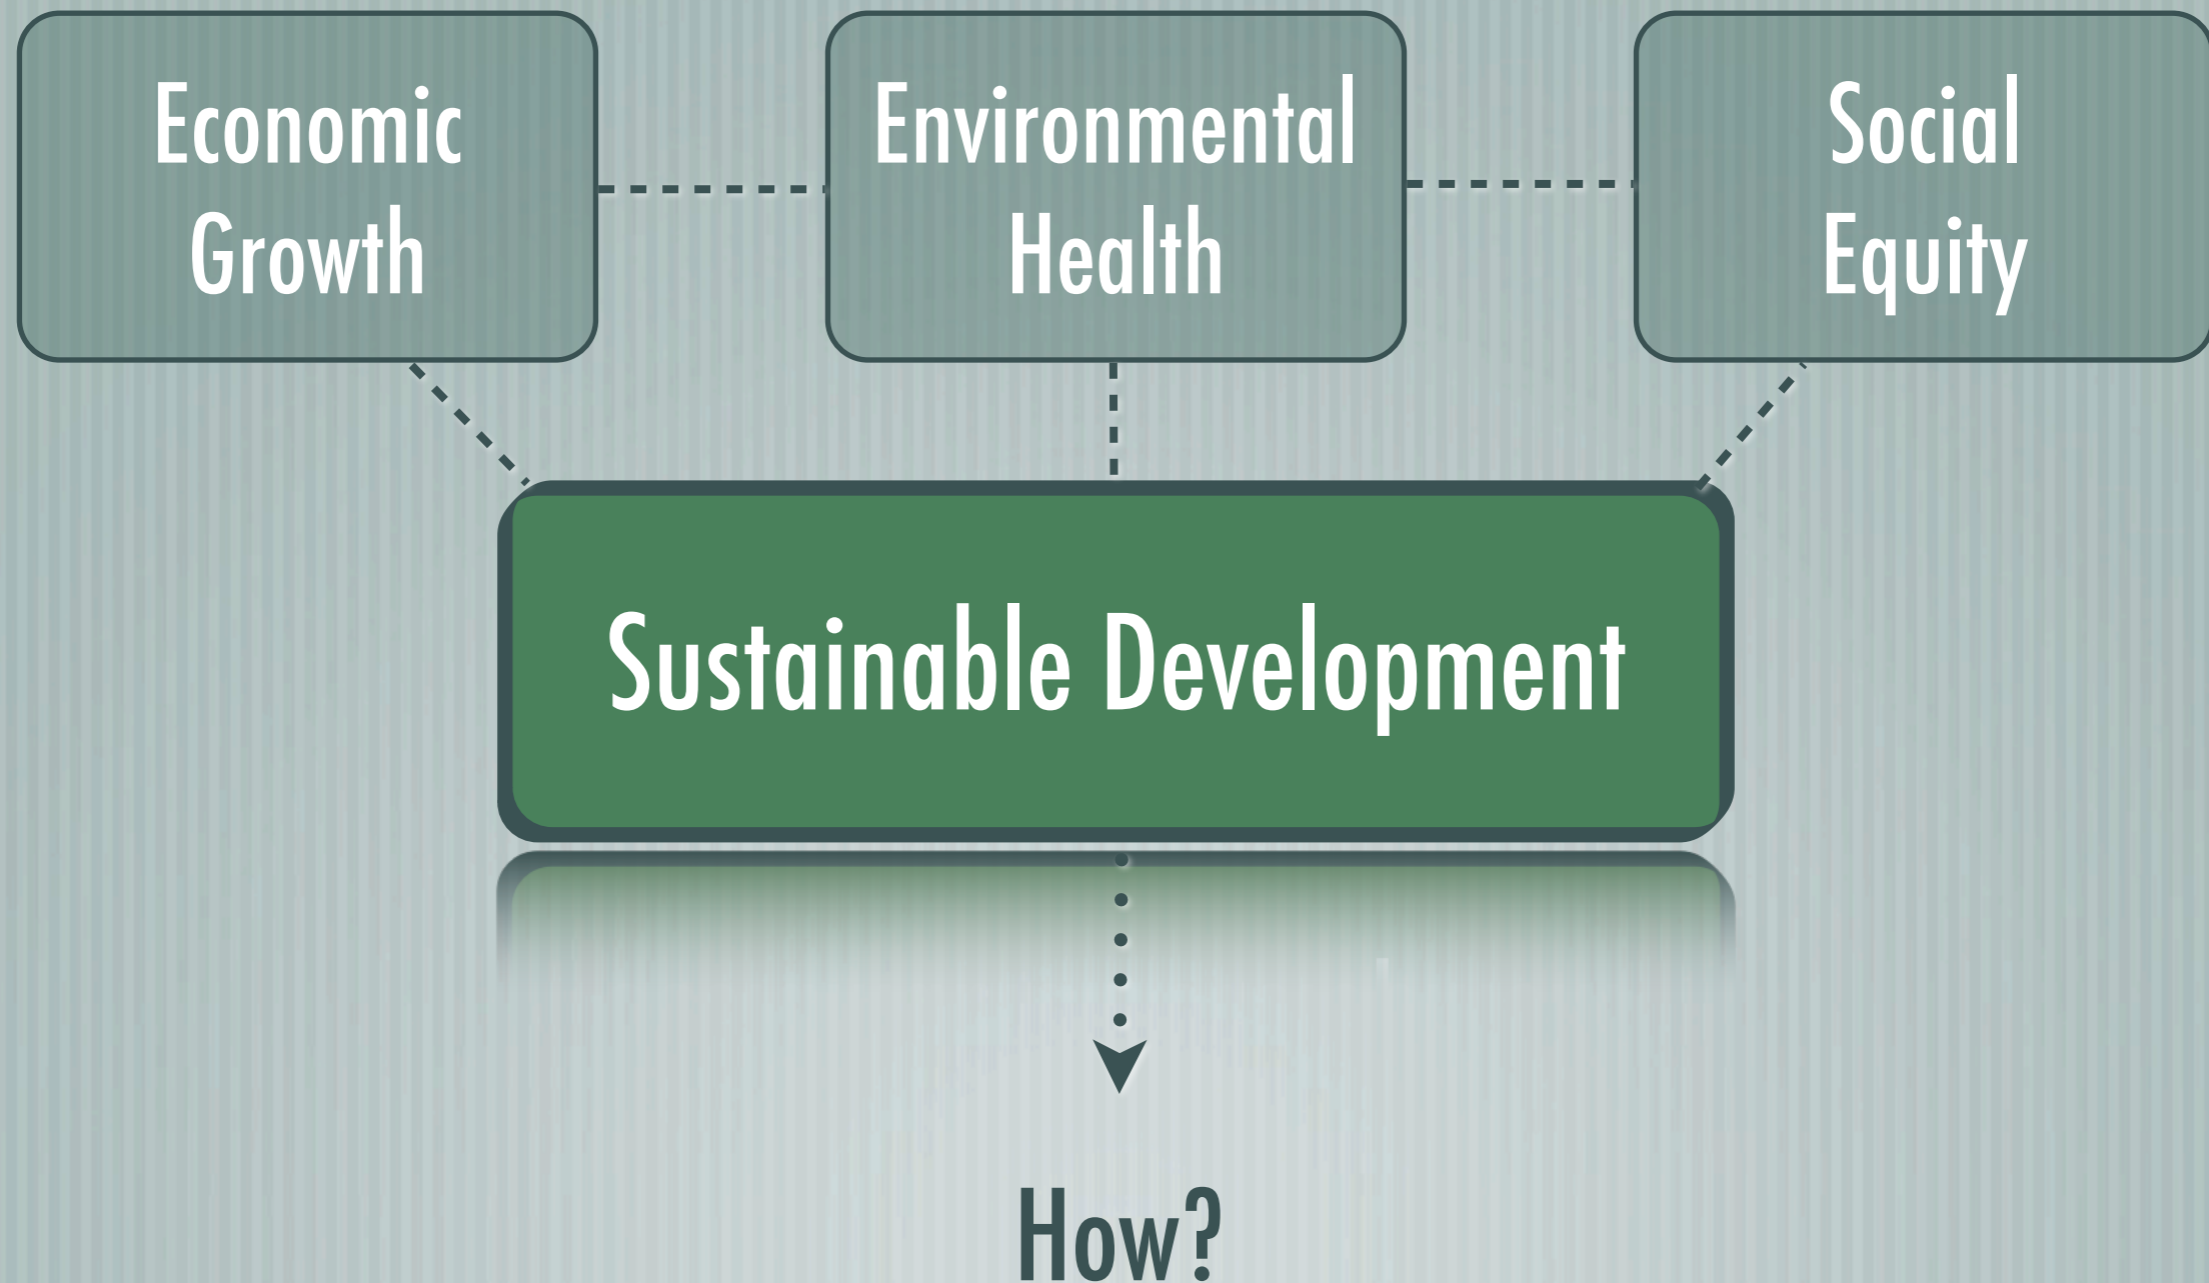 Economic
Growth
Environmental
Health
Social
Equity
Sustainable Development
How?